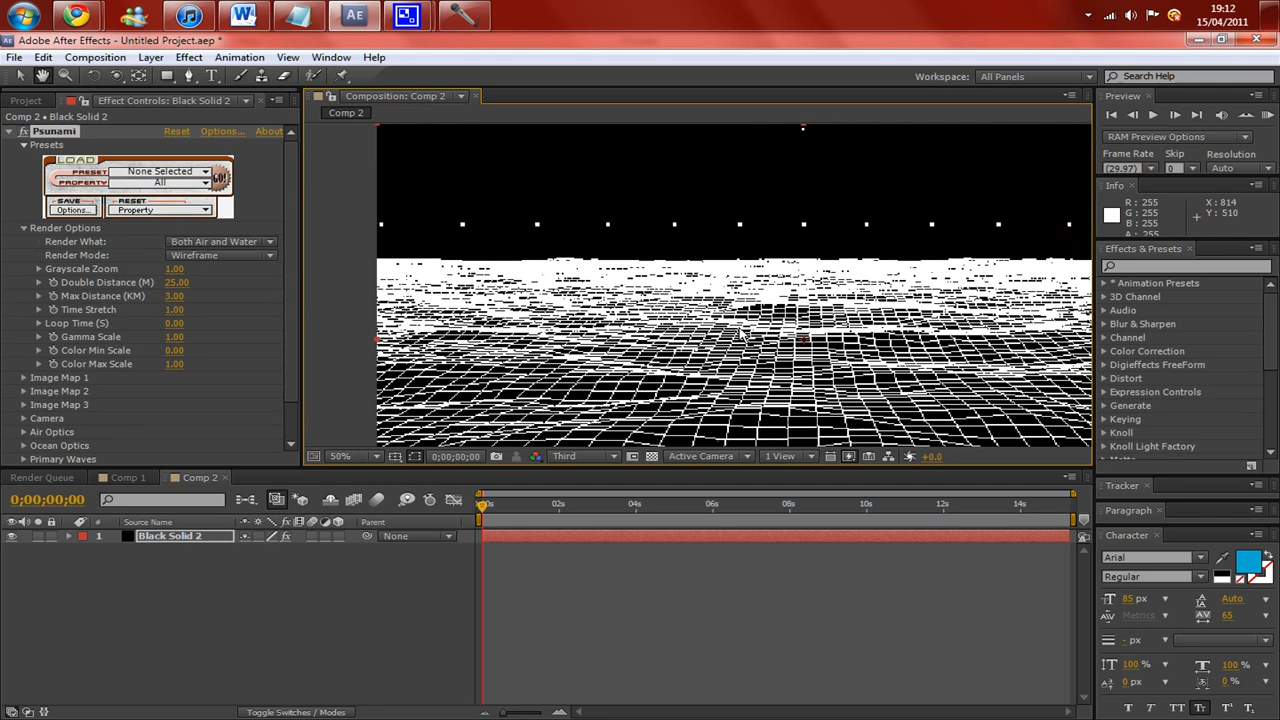 19:12
15/04/2011
Adobe After Effects - Untitled Project.aep *
File Edit Composition Layer Effect Animation View Window Help
Workspace: All Panels
Search Help
Project
Effect Controls: Black Solid 2
Comp 2 • Black Solid 2
Psunami Reset Options... About
Presets
LOAD
PRESET None Selected
PROPERTY All
GO!
SAVE RESET
Options... Property
Render Options
Render What: Both Air and Water
Render Mode: Wireframe
Grayscale Zoom 1.00
Double Distance (M) 25.00
Max Distance (KM) 3.00
Time Stretch 1.00
Loop Time (S) 0.00
Gamma Scale 1.00
Color Min Scale 0.00
Color Max Scale 1.00
Image Map 1
Image Map 2
Image Map 3
Camera
Air Optics
Ocean Optics
Primary Waves
Composition: Comp 2
Comp 2
50% 0;00;00;00 Third Active Camera 1 View +0.0
Preview
RAM Preview Options
Frame Rate Skip Resolution
(29.97) 0 Auto
Info
R: 255 X: 814
G: 255 Y: 510
B: 255
A: 255
Effects & Presets
* Animation Presets
3D Channel
Audio
Blur & Sharpen
Channel
Color Correction
Digieffects FreeForm
Distort
Expression Controls
Generate
Keying
Knoll
Knoll Light Factory
Matte
Tracker
Paragraph
Character
Arial
Regular
85 px Auto
Metrics 65
- px
100 % 100 %
0 px 0 %
T T TT Tt T T
Render Queue Comp 1 Comp 2
0;00;00;00
02s 04s 06s 08s 10s 12s 14s
# Source Name Parent
1 Black Solid 2 None
Toggle Switches / Modes